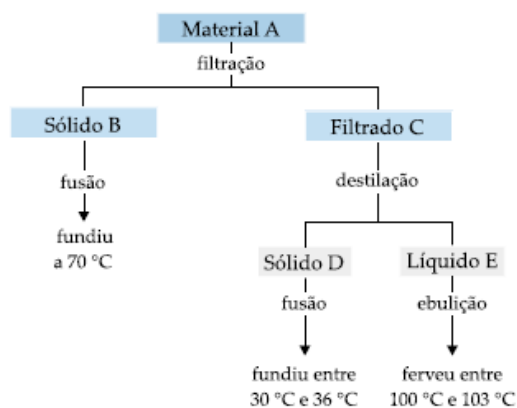 Material A
filtração
Sólido B
Filtrado C
fusão
destilação
fundiu
a 70 °C
Sólido D
Líquido E
fusão
ebulição
fundiu entre
30 °C e 36 °C
ferveu entre
100 °C e 103 °C